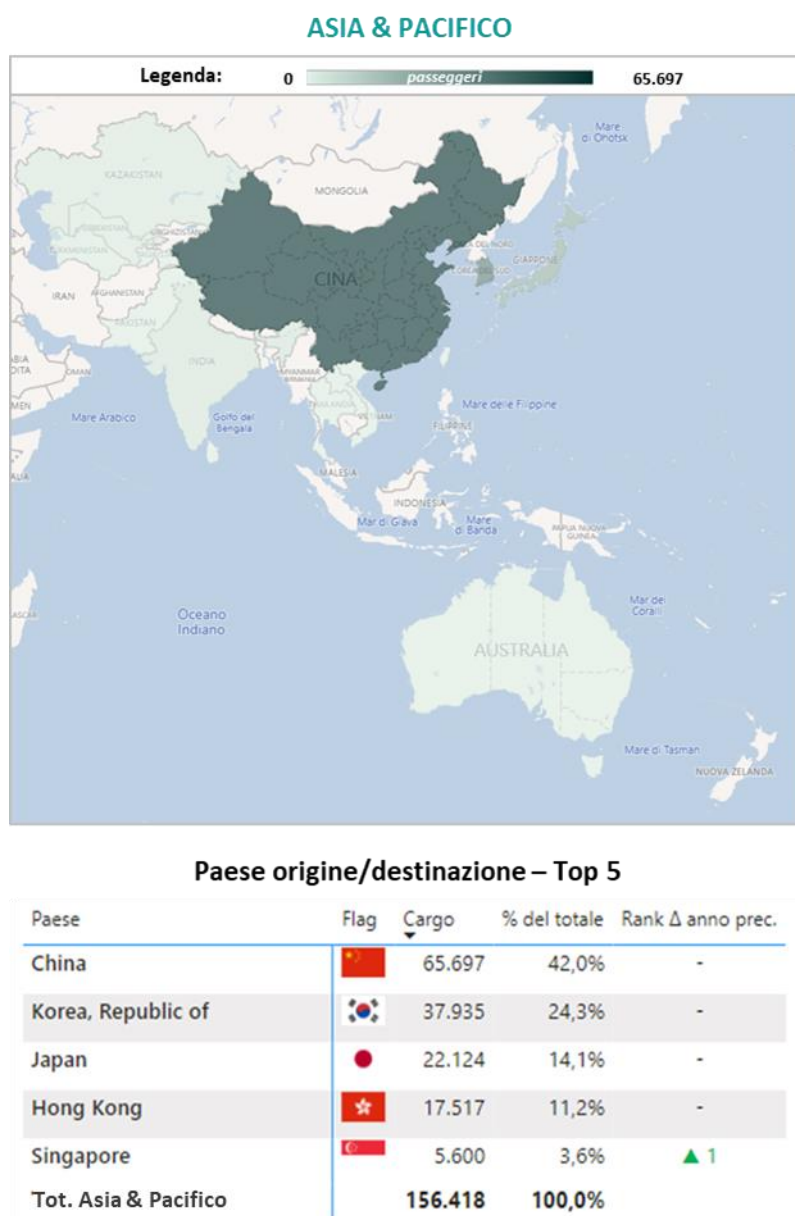 ASIA & PACIFICO
Legenda: 0 passeggeri 65.697
Mare
di Ohotsk
KAZAKISTAN
MONGOLIA
CINA
GIAPPONE
IRAN
AFGHANISTAN
PAKISTAN
OMAN
INDIA
MYANMAR
Mare Arabico
Golfo del
Bengala
Mare delle Filippine
FILIPPINE
MALESIA
INDONESIA
Mar di Giava
Mare
di Banda
PAPUA NUOVA
GUINEA
Oceano
Indiano
Mar dei
Coralli
AUSTRALIA
Mare di Tasman
NUOVA ZELANDA
Paese origine/destinazione – Top 5
Paese Flag Cargo % del totale Rank Δ anno prec.
China 65.697 42,0% -
Korea, Republic of 37.935 24,3% -
Japan 22.124 14,1% -
Hong Kong 17.517 11,2% -
Singapore 5.600 3,6% ▲ 1
Tot. Asia & Pacifico 156.418 100,0%